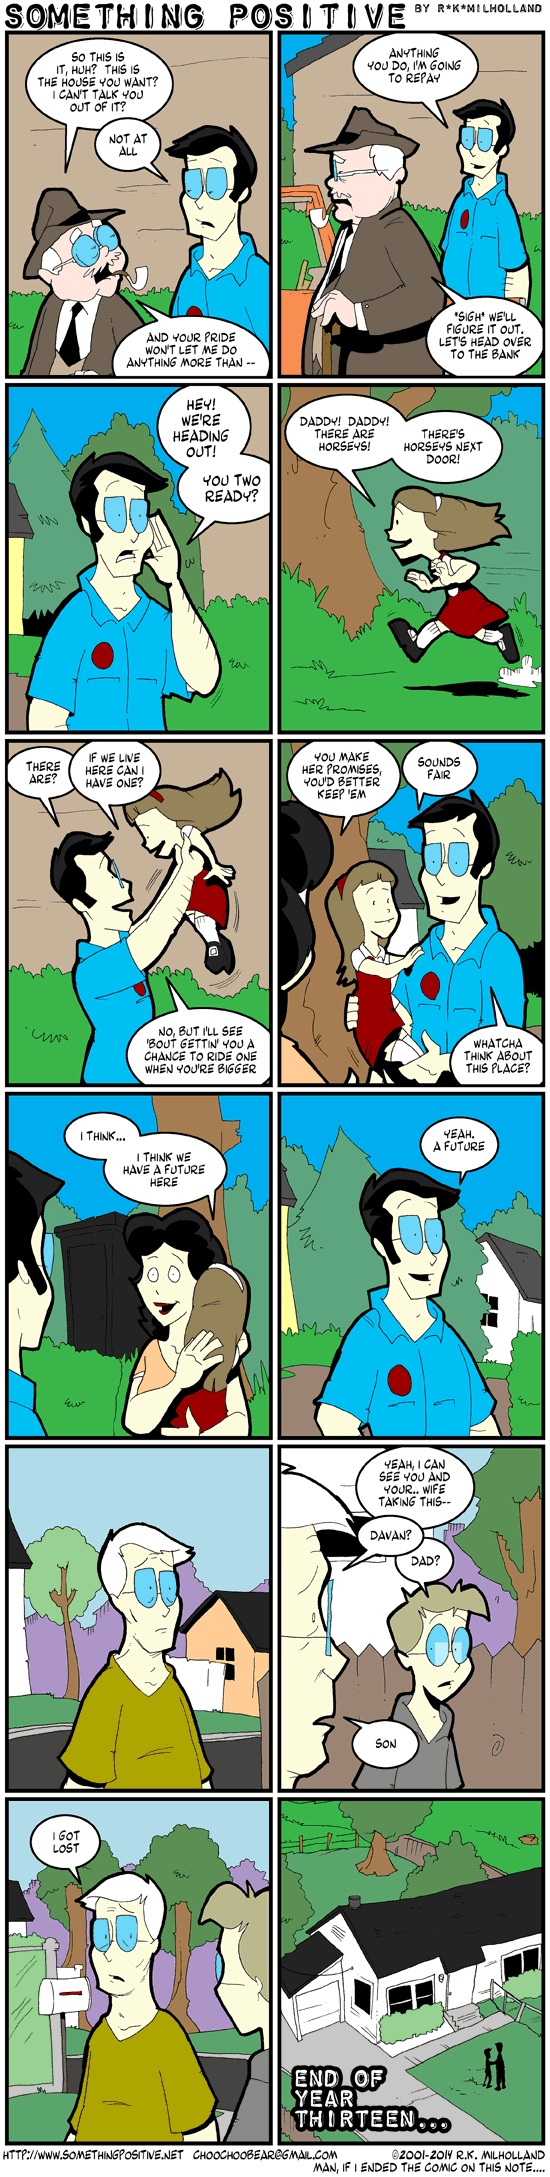 SOMETHING POSITIVE BY R*K*MILHOLLAND
SO THIS IS
IT, HUH? THIS IS
THE HOUSE YOU WANT?
I CAN'T TALK YOU
OUT OF IT?
NOT AT
ALL
AND YOUR PRIDE
WON'T LET ME DO
ANYTHING MORE THAN --
ANYTHING
YOU DO, I'M GOING
TO REPAY
*SIGH* WE'LL
FIGURE IT OUT.
LET'S HEAD OVER
TO THE BANK
HEY!
WE'RE
HEADING
OUT!
YOU TWO
READY?
DADDY! DADDY!
THERE ARE
HORSEYS!
THERE'S
HORSEYS NEXT
DOOR!
THERE
ARE?
IF WE LIVE
HERE CAN I
HAVE ONE?
NO, BUT I'LL SEE
'BOUT GETTIN' YOU A
CHANCE TO RIDE ONE
WHEN YOU'RE BIGGER
YOU MAKE
HER PROMISES,
YOU'D BETTER
KEEP 'EM
SOUNDS
FAIR
WHATCHA
THINK ABOUT
THIS PLACE?
I THINK...
I THINK WE
HAVE A FUTURE
HERE
YEAH.
A FUTURE
YEAH, I CAN
SEE YOU AND
YOUR.. WIFE
TAKING THIS--
DAVAN?
DAD?
SON
I GOT
LOST
END OF
YEAR
THIRTEEN...
HTTP://WWW.SOMETHINGPOSITIVE.NET CHOOCHOOBEAR@GMAIL.COM ©2001-2014 R.K. MILHOLLAND
MAN, IF I ENDED THE COMIC ON THIS NOTE....